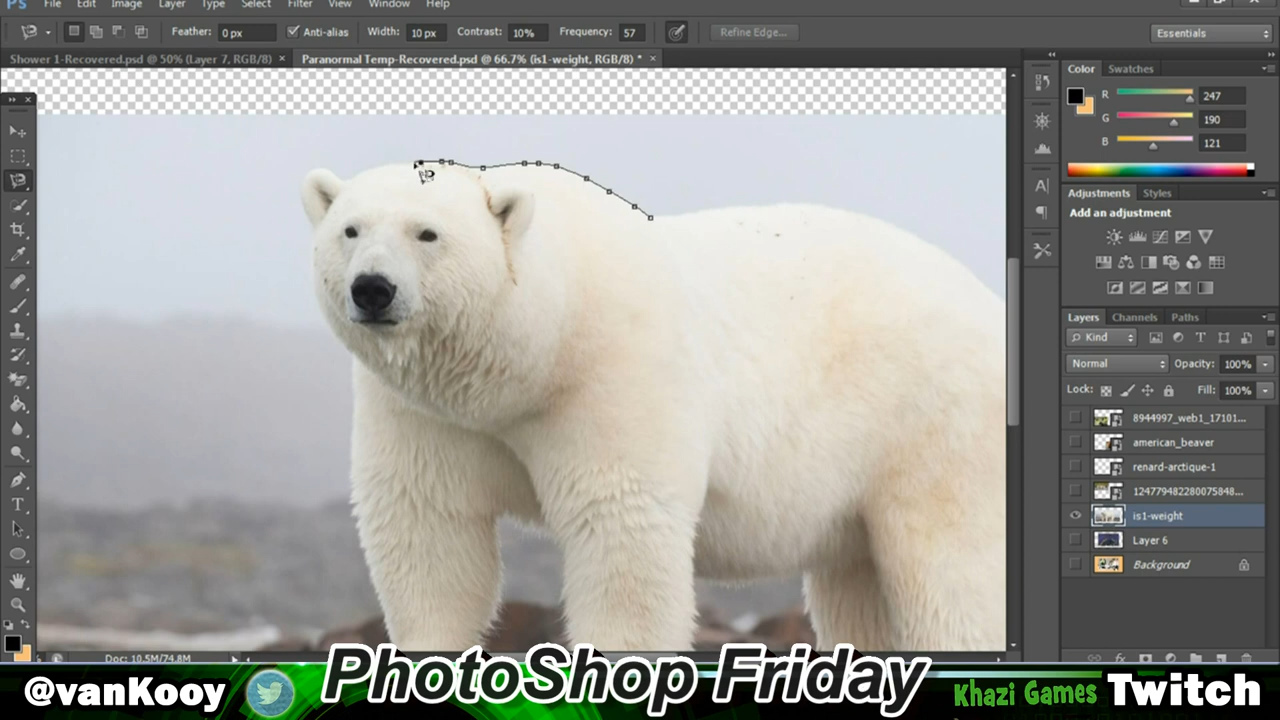 Ps File Edit Image Layer Type Select Filter View Window Help
Feather: 0 px Anti-alias Width: 10 px Contrast: 10% Frequency: 57 Refine Edge... Essentials
Shower 1-Recovered.psd @ 50% (Layer 7, RGB/8) × Paranormal Temp-Recovered.psd @ 66.7% (is1-weight, RGB/8) * ×
Color Swatches
R 247
G 190
B 121
Adjustments Styles
Add an adjustment
Layers Channels Paths
Kind
Normal Opacity: 100%
Lock: Fill: 100%
8944997_web1_17101...
american_beaver
renard-arctique-1
124779482280075848...
is1-weight
Layer 6
Background
Doc: 10.5M/74.8M
PhotoShop Friday
@vanKooy
Khazi Games Twitch